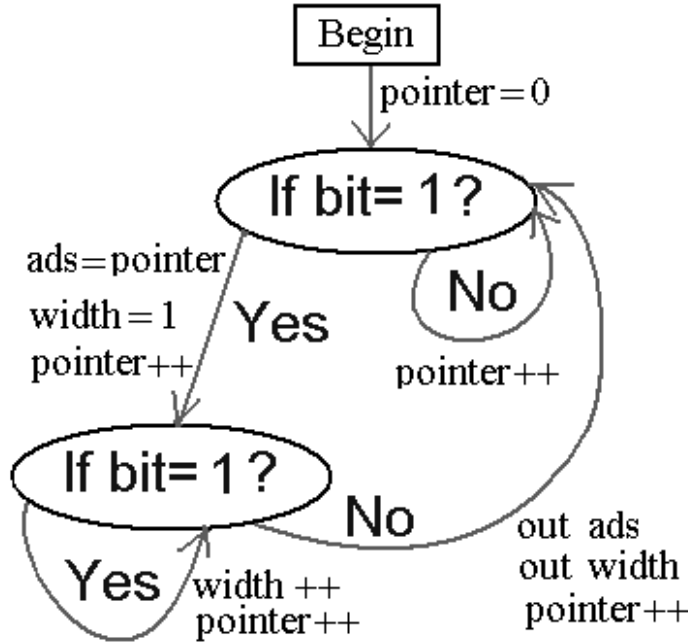 Begin
pointer=0
If bit= 1 ?
ads=pointer
width=1
pointer++
Yes
No
pointer++
If bit= 1 ?
No
out ads
out width
pointer++
Yes
width ++
pointer++